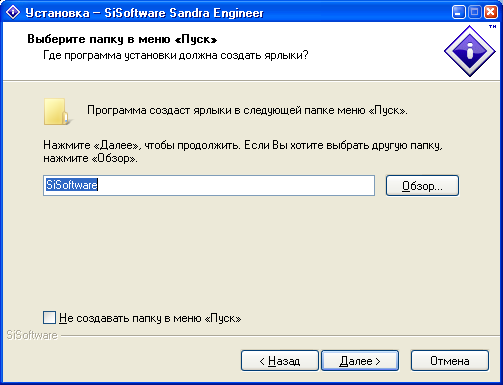 Установка — SiSoftware Sandra Engineer
Выберите папку в меню «Пуск»
Где программа установки должна создать ярлыки?
TM
Программа создаст ярлыки в следующей папке меню «Пуск».
Нажмите «Далее», чтобы продолжить. Если Вы хотите выбрать другую папку,
нажмите «Обзор».
SiSoftware
Обзор...
Не создавать папку в меню «Пуск»
SiSoftware
< Назад
Далее >
Отмена